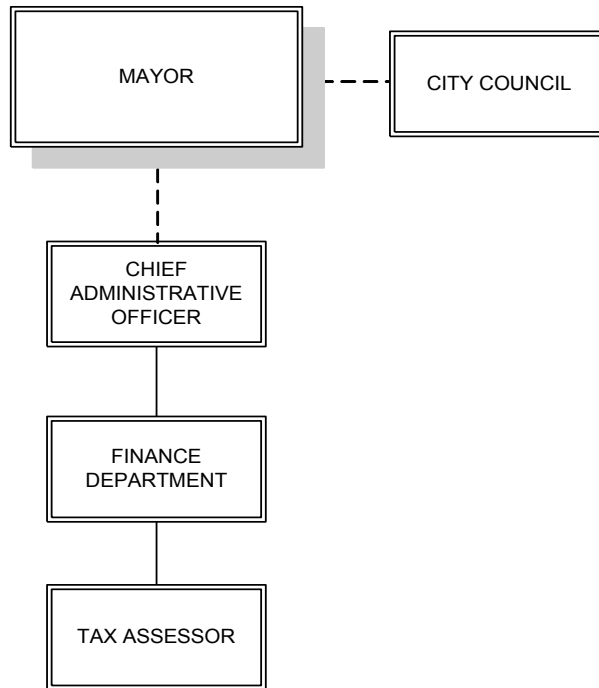 MAYOR
CITY COUNCIL
CHIEF
ADMINISTRATIVE
OFFICER
FINANCE
DEPARTMENT
TAX ASSESSOR